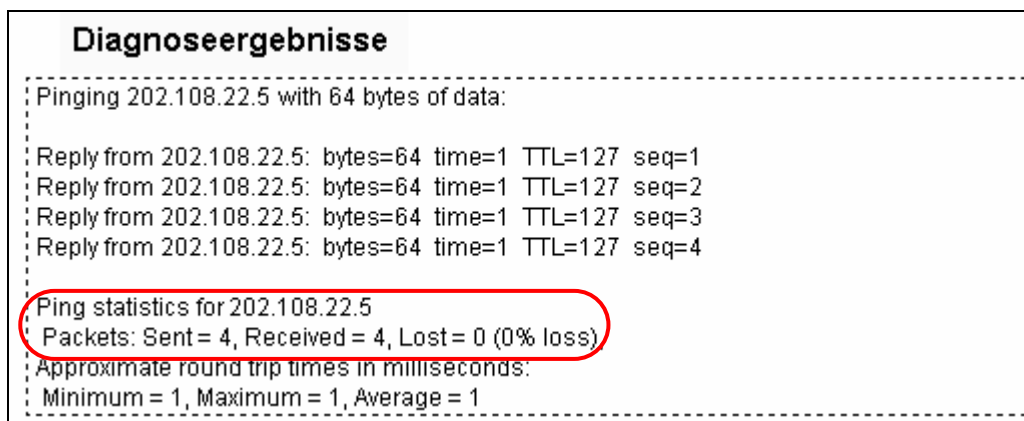 Diagnoseergebnisse
Pinging 202.108.22.5 with 64 bytes of data:
Reply from 202.108.22.5: bytes=64 time=1 TTL=127 seq=1
Reply from 202.108.22.5: bytes=64 time=1 TTL=127 seq=2
Reply from 202.108.22.5: bytes=64 time=1 TTL=127 seq=3
Reply from 202.108.22.5: bytes=64 time=1 TTL=127 seq=4
Ping statistics for 202.108.22.5
Packets: Sent = 4, Received = 4, Lost = 0 (0% loss),
Approximate round trip times in milliseconds:
Minimum = 1, Maximum = 1, Average = 1